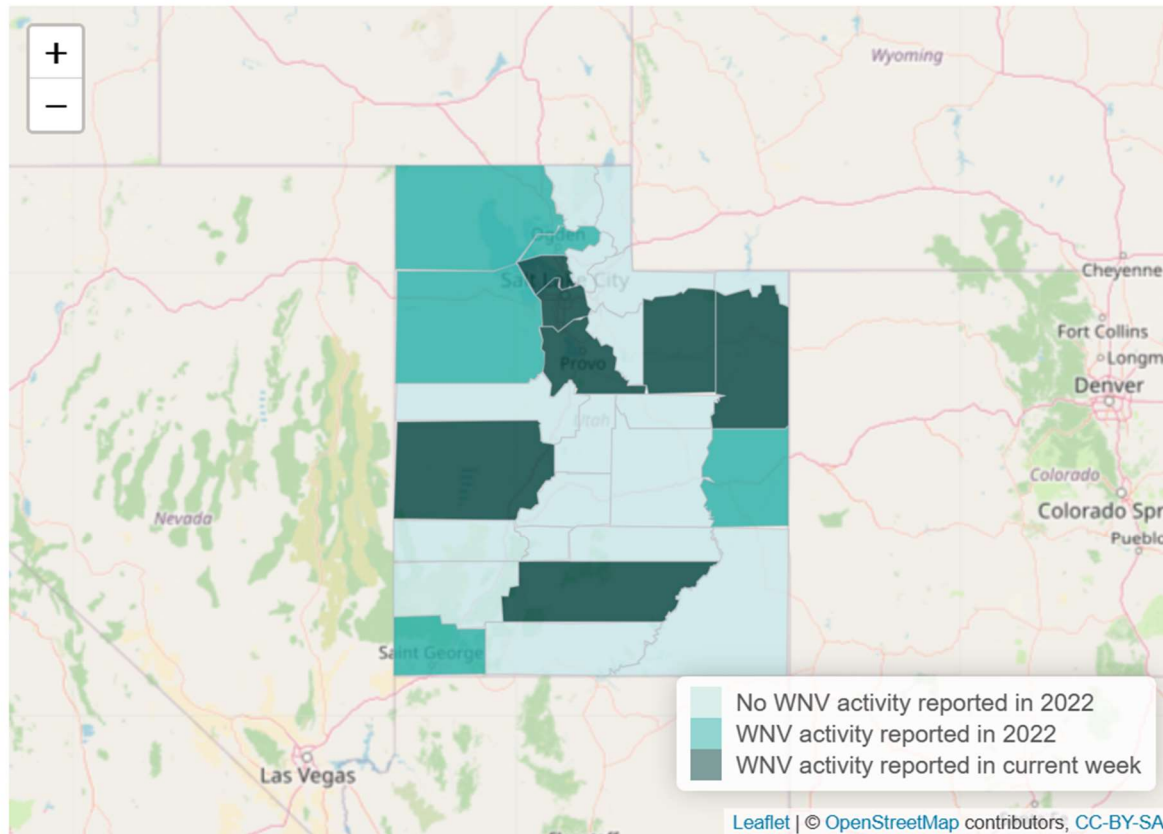 +
−
Wyoming
Ogden
Salt Lake City
Cheyenne
Fort Collins
Longm
Provo
Denver
Utah
Colorado
Nevada
Colorado Spr
Pueblo
Saint George
No WNV activity reported in 2022
WNV activity reported in 2022
WNV activity reported in current week
Las Vegas
Leaflet | © OpenStreetMap contributors, CC-BY-SA